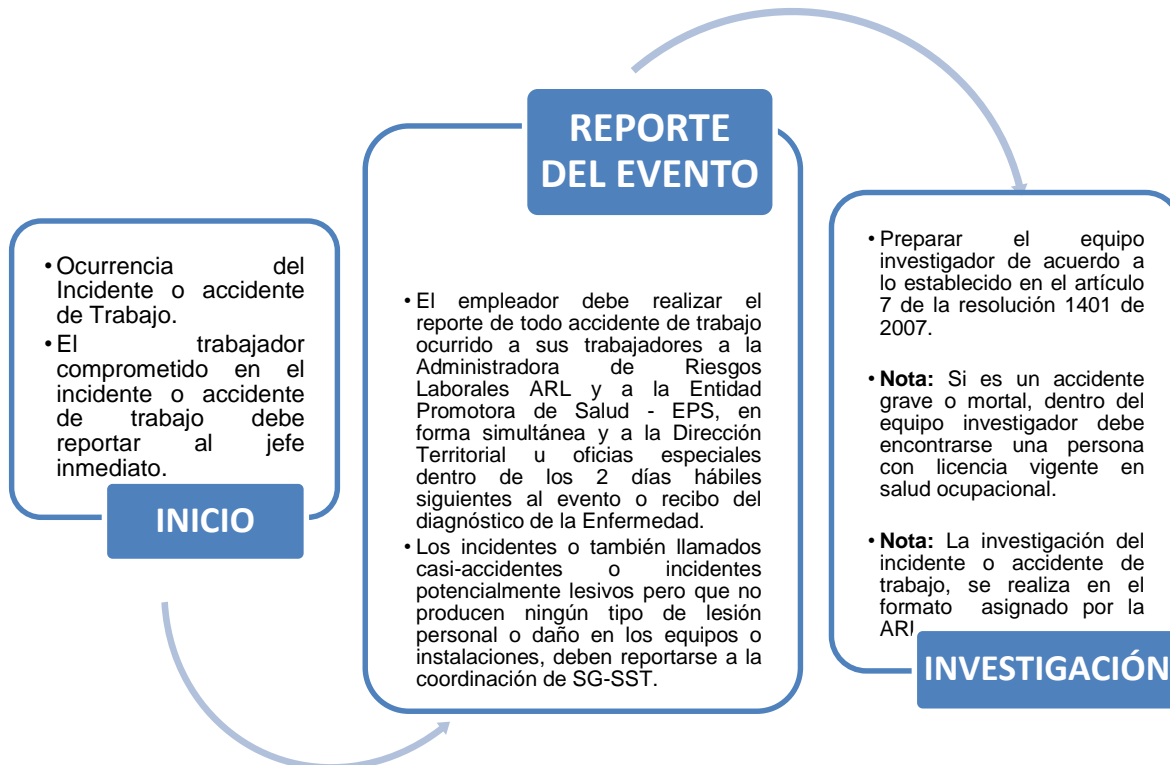 • Ocurrencia del
Incidente o accidente
de Trabajo.
• El trabajador
comprometido en el
incidente o accidente
de trabajo debe
reportar al jefe
inmediato.
INICIO
REPORTE
DEL EVENTO
• El empleador debe realizar el
reporte de todo accidente de trabajo
ocurrido a sus trabajadores a la
Administradora de Riesgos
Laborales ARL y a la Entidad
Promotora de Salud - EPS, en
forma simultánea y a la Dirección
Territorial u oficias especiales
dentro de los 2 días hábiles
siguientes al evento o recibo del
diagnóstico de la Enfermedad.
• Los incidentes o también llamados
casi-accidentes o incidentes
potencialmente lesivos pero que no
producen ningún tipo de lesión
personal o daño en los equipos o
instalaciones, deben reportarse a la
coordinación de SG-SST.
• Preparar el equipo
investigador de acuerdo a
lo establecido en el artículo
7 de la resolución 1401 de
2007.
• Nota: Si es un accidente
grave o mortal, dentro del
equipo investigador debe
encontrarse una persona
con licencia vigente en
salud ocupacional.
• Nota: La investigación del
incidente o accidente de
trabajo, se realiza en el
formato asignado por la
ARL
INVESTIGACIÓN